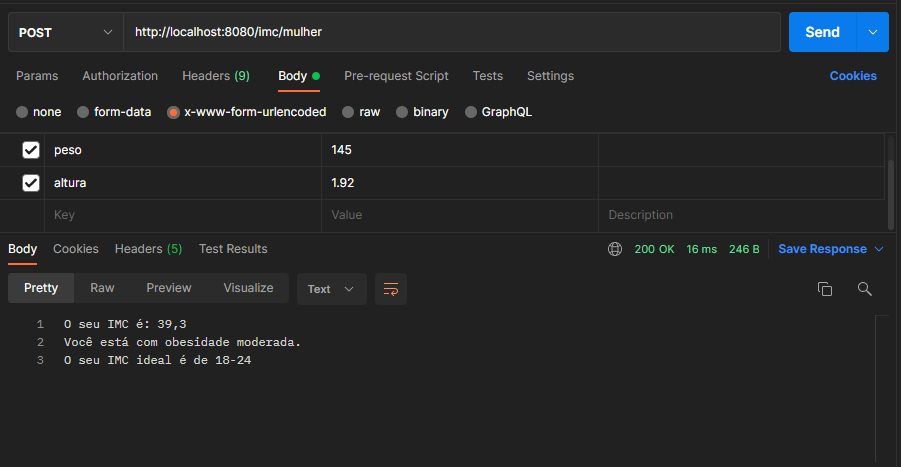 POST http://localhost:8080/imc/mulher Send
Params Authorization Headers (9) Body Pre-request Script Tests Settings Cookies
none form-data x-www-form-urlencoded raw binary GraphQL
peso 145
altura 1.92
Key Value Description
Body Cookies Headers (5) Test Results 200 OK 16 ms 246 B Save Response
Pretty Raw Preview Visualize Text
1 O seu IMC é: 39,3
2 Você está com obesidade moderada.
3 O seu IMC ideal é de 18-24